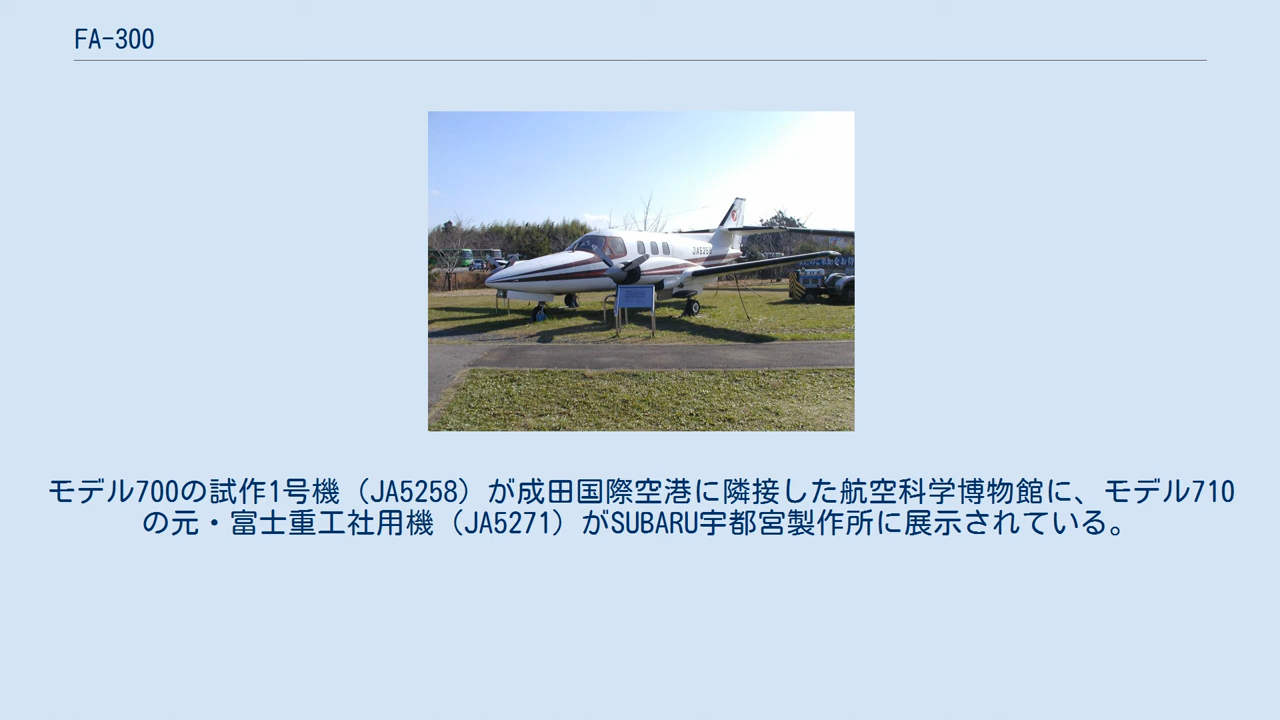 FA-300
JA5258
モデル700の試作1号機（JA5258）が成田国際空港に隣接した航空科学博物館に、モデル710
の元・富士重工社用機（JA5271）がSUBARU宇都宮製作所に展示されている。